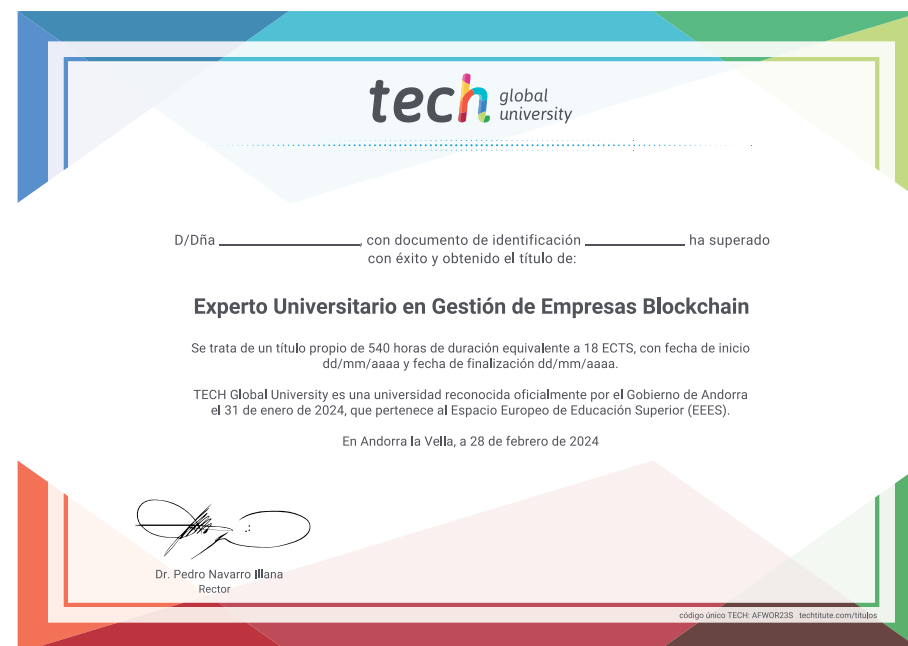 tech global university
D/Dña ____________________, con documento de identificación ______________ ha superado
con éxito y obtenido el título de:
Experto Universitario en Gestión de Empresas Blockchain
Se trata de un título propio de 540 horas de duración equivalente a 18 ECTS, con fecha de inicio
dd/mm/aaaa y fecha de finalización dd/mm/aaaa.
TECH Global University es una universidad reconocida oficialmente por el Gobierno de Andorra
el 31 de enero de 2024, que pertenece al Espacio Europeo de Educación Superior (EEES).
En Andorra la Vella, a 28 de febrero de 2024
Dr. Pedro Navarro Illana
Rector
código único TECH: AFWOR23S techtitute.com/titulos